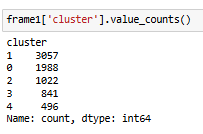 frame1['cluster'].value_counts()
cluster
1    3057
0    1988
2    1022
3     841
4     496
Name: count, dtype: int64